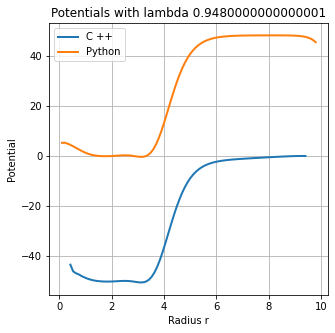 Potentials with lambda 0.9480000000000001
C ++
Python
40
20
0
−20
−40
Potential
0
2
4
6
8
10
Radius r